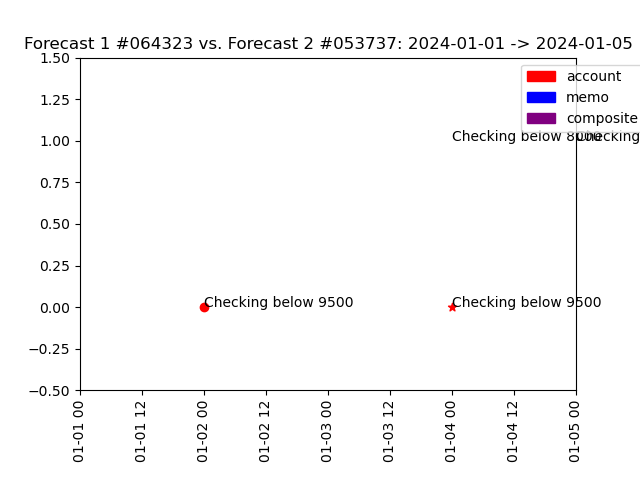 Forecast 1 #064323 vs. Forecast 2 #053737: 2024-01-01 -> 2024-01-05
1.50
1.25
1.00
0.75
0.50
0.25
0.00
−0.25
−0.50
account
memo
composite
Checking below
Checking
Checking below 9500
Checking below 9500
01-01 00
01-01 12
01-02 00
01-02 12
01-03 00
01-03 12
01-04 00
01-04 12
01-05 00